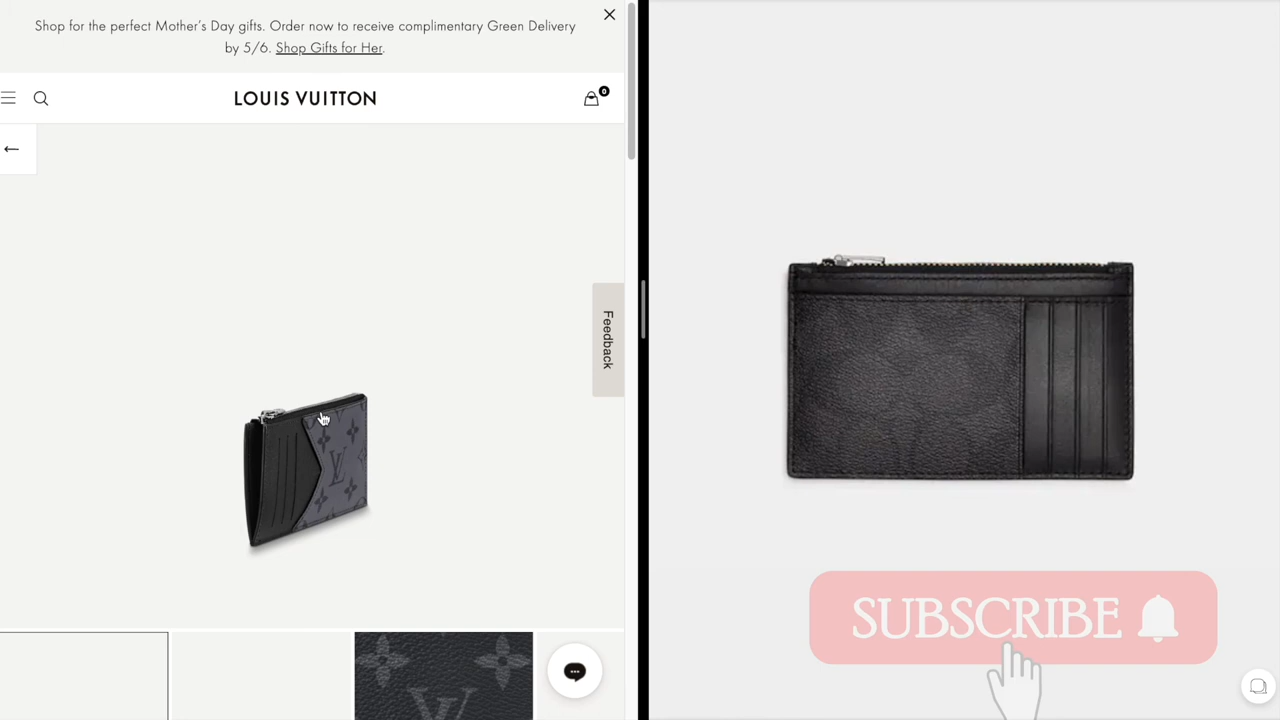 Shop for the perfect Mother's Day gifts. Order now to receive complimentary Green Delivery
by 5/6. Shop Gifts for Her.
LOUIS VUITTON
0
Feedback
LV
SUBSCRIBE